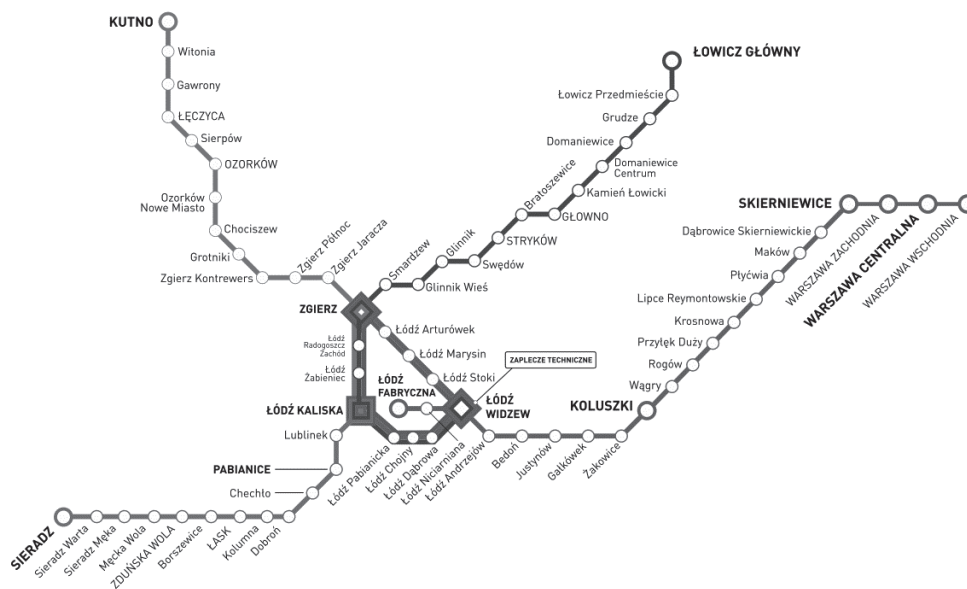 KUTNO
Witonia
Gawrony
ŁĘCZYCA
Sierpów
OZORKÓW
Ozorków
Nowe Miasto
Chociszew
Grotniki
Zgierz Kontrewers
Zgierz Północ
Zgierz Jaracza
ZGIERZ
ŁOWICZ GŁÓWNY
Łowicz Przedmieście
Grudze
Domaniewice
Domaniewice
Centrum
Kamień Łowicki
GŁOWNO
Bratoszewice
STRYKÓW
Swędów
Glinnik
Glinnik Wieś
Smardzew
Łódź
Radogoszcz
Zachód
Łódź
Żabieniec
Łódź Arturówek
Łódź Marysin
Łódź Stoki
ZAPLECZE TECHNICZNE
ŁÓDŹ
FABRYCZNA
ŁÓDŹ
WIDZEW
ŁÓDŹ KALISKA
Lublinek
PABIANICE
Chechło
Dobroń
Kolumna
ŁASK
Borszewice
ZDUŃSKA WOLA
Męcka Wola
Sieradz Męka
Sieradz Warta
SIERADZ
Łódź Pabianicka
Łódź Chojny
Łódź Dąbrowa
Łódź Niciarniana
Łódź Andrzejów
Bedoń
Justynów
Gałkówek
Żakowice
KOLUSZKI
Wągry
Rogów
Przyłęk Duży
Krosnowa
Lipce Reymontowskie
Płyćwia
Maków
Dąbrowice Skierniewickie
SKIERNIEWICE
WARSZAWA ZACHODNIA
WARSZAWA CENTRALNA
WARSZAWA WSCHODNIA